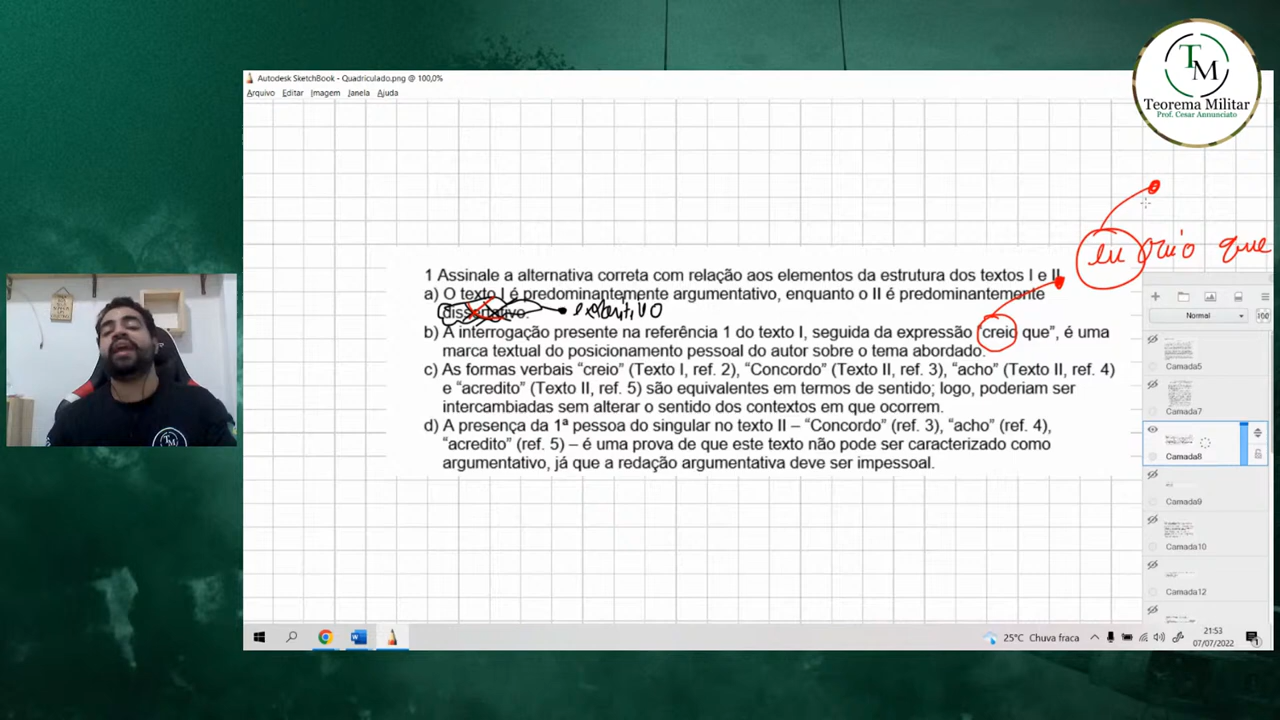 TM
Teorema Militar
Prof. Cesar Annunciato
Autodesk SketchBook - Quadriculado.png @ 100,0%
Arquivo Editar Imagem Janela Ajuda
eu creio que
1 Assinale a alternativa correta com relação aos elementos da estrutura dos textos I e II.
a) O texto I é predominantemente argumentativo, enquanto o II é predominantemente
dissertativo.
b) A interrogação presente na referência 1 do texto I, seguida da expressão “creio que”, é uma
marca textual do posicionamento pessoal do autor sobre o tema abordado.
c) As formas verbais “creio” (Texto I, ref. 2), “Concordo” (Texto II, ref. 3), “acho” (Texto II, ref. 4)
e “acredito” (Texto II, ref. 5) são equivalentes em termos de sentido; logo, poderiam ser
intercambiadas sem alterar o sentido dos contextos em que ocorrem.
d) A presença da 1ª pessoa do singular no texto II – “Concordo” (ref. 3), “acho” (ref. 4),
“acredito” (ref. 5) – é uma prova de que este texto não pode ser caracterizado como
argumentativo, já que a redação argumentativa deve ser impessoal.
Normal 100
Camada5
Camada7
Camada8
Camada9
Camada10
Camada12
25°C Chuva fraca
21:53
07/07/2022
TM